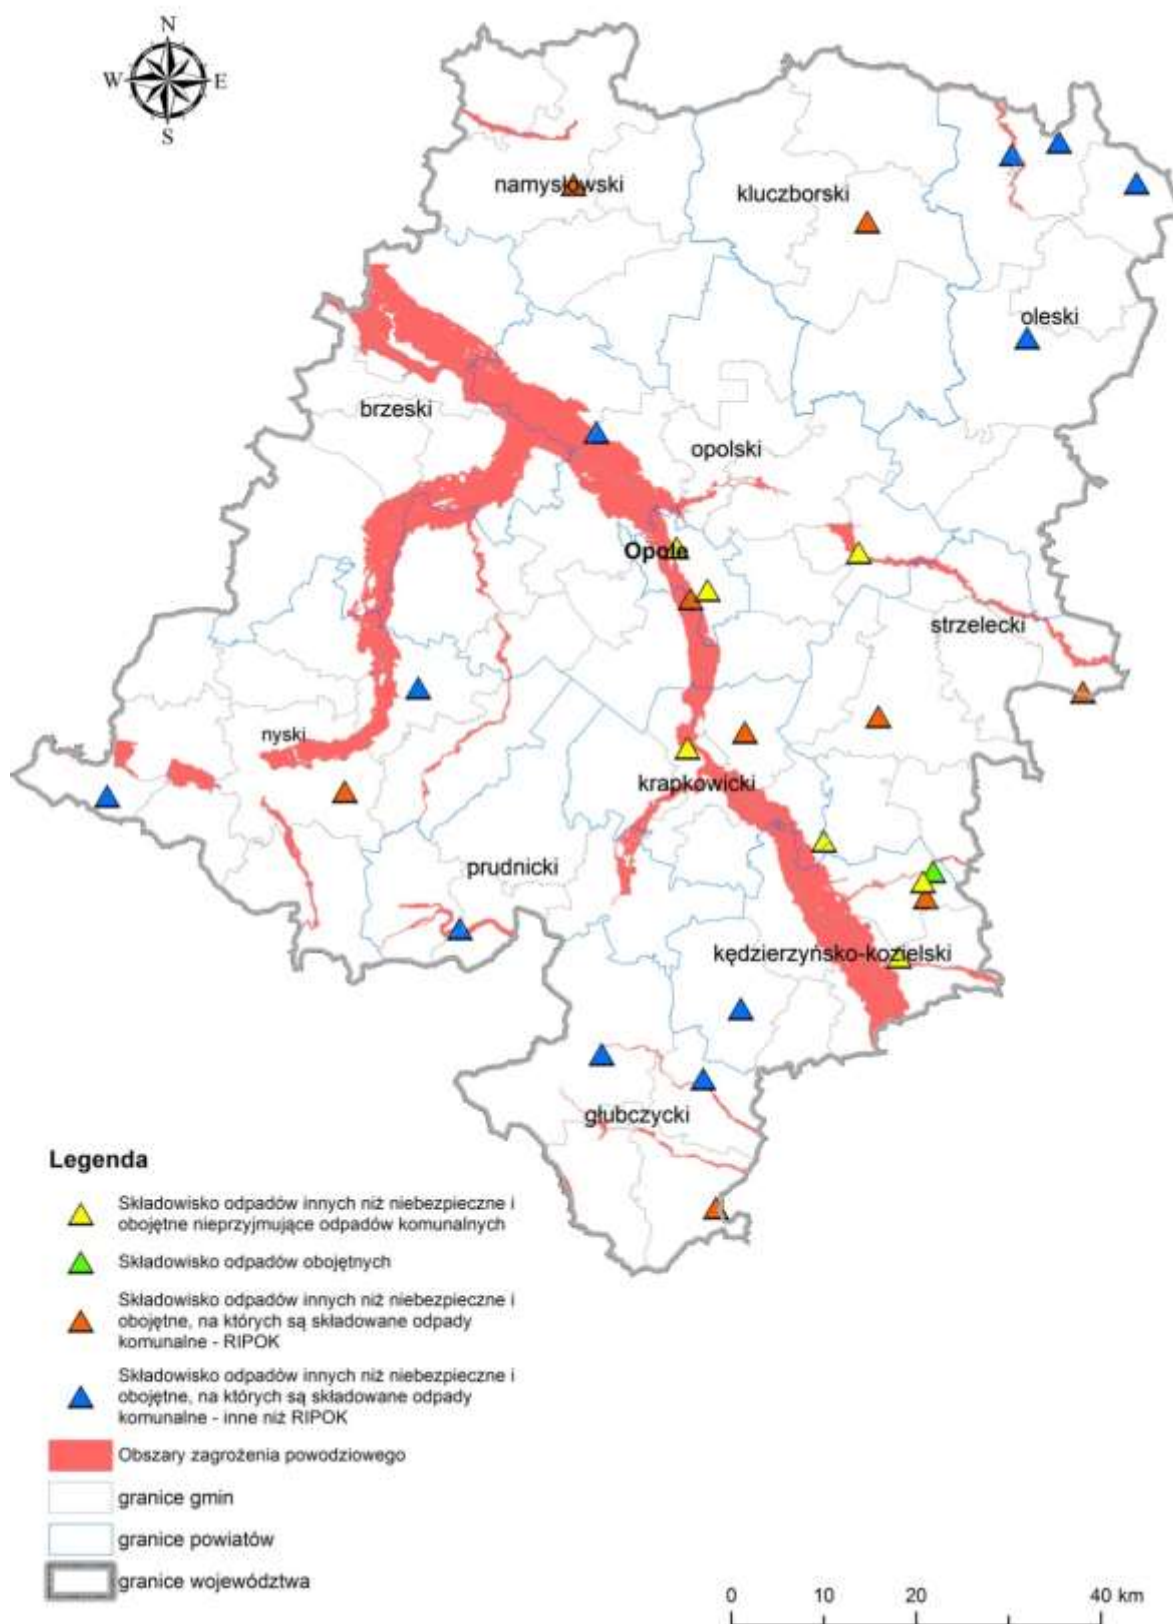 N
W E
S
namysłowski
kluczborski
oleski
brzeski
opolski
Opole
strzelecki
nyski
krapkowicki
prudnicki
kędzierzyńsko-kozielski
głubczycki
Legenda
Składowisko odpadów innych niż niebezpieczne i
obojętne nieprzyjmujące odpadów komunalnych
Składowisko odpadów obojętnych
Składowisko odpadów innych niż niebezpieczne i
obojętne, na których są składowane odpady
komunalne - RIPOK
Składowisko odpadów innych niż niebezpieczne i
obojętne, na których są składowane odpady
komunalne - inne niż RIPOK
Obszary zagrożenia powodziowego
granice gmin
granice powiatów
granice województwa
0 10 20 40 km